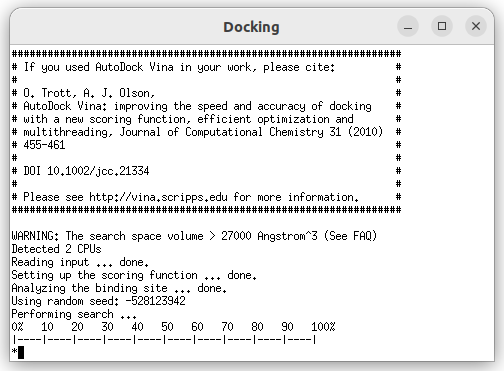 Docking
#################################################################
# If you used AutoDock Vina in your work, please cite:          #
#                                                               #
# O. Trott, A. J. Olson,                                        #
# AutoDock Vina: improving the speed and accuracy of docking    #
# with a new scoring function, efficient optimization and       #
# multithreading, Journal of Computational Chemistry 31 (2010)  #
# 455-461                                                       #
#                                                               #
# DOI 10.1002/jcc.21334                                         #
#                                                               #
# Please see http://vina.scripps.edu for more information.      #
#################################################################
WARNING: The search space volume > 27000 Angstrom^3 (See FAQ)
Detected 2 CPUs
Reading input ... done.
Setting up the scoring function ... done.
Analyzing the binding site ... done.
Using random seed: -528123942
Performing search ...
0%   10   20   30   40   50   60   70   80   90   100%
|----|----|----|----|----|----|----|----|----|----|
*